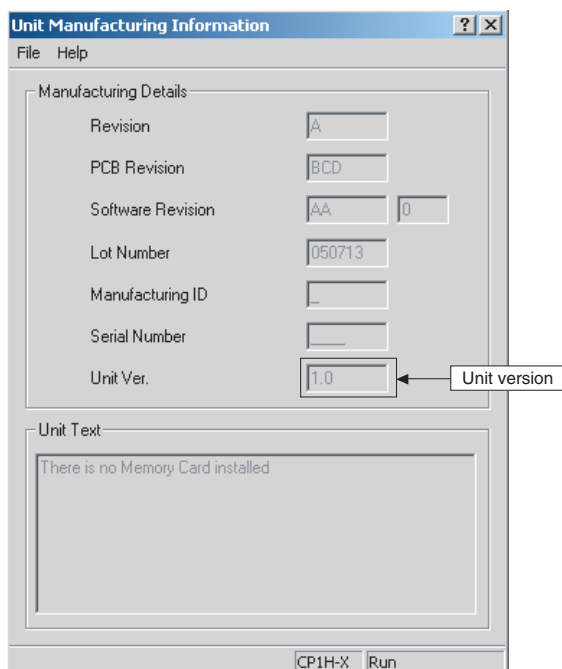 Unit Manufacturing Information
File Help
Manufacturing Details
Revision A
PCB Revision BCD
Software Revision AA 0
Lot Number 050713
Manufacturing ID _
Serial Number ___
Unit Ver. 1.0 Unit version
Unit Text
There is no Memory Card installed
CP1H-X Run